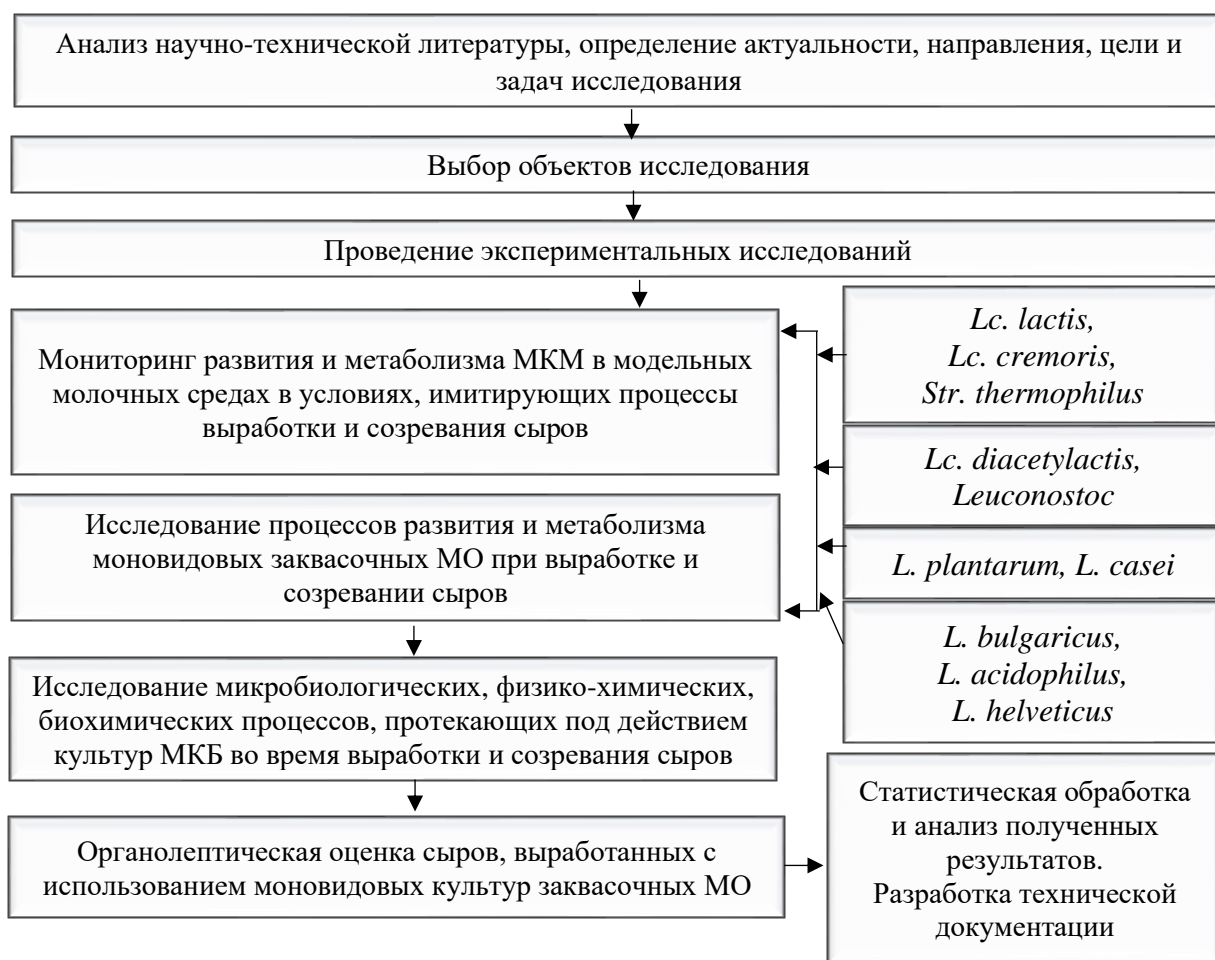 Анализ научно-технической литературы, определение актуальности, направления, цели и
задач исследования
Выбор объектов исследования
Проведение экспериментальных исследований
Мониторинг развития и метаболизма МКМ в модельных
молочных средах в условиях, имитирующих процессы
выработки и созревания сыров
Lc. lactis,
Lc. cremoris,
Str. thermophilus
Lc. diacetylactis,
Leuconostoc
Исследование процессов развития и метаболизма
моновидовых заквасочных МО при выработке и
созревании сыров
L. plantarum, L. casei
L. bulgaricus,
L. acidophilus,
L. helveticus
Исследование микробиологических, физико-химических,
биохимических процессов, протекающих под действием
культур МКБ во время выработки и созревания сыров
Органолептическая оценка сыров, выработанных с
использованием моновидовых культур заквасочных МО
Статистическая обработка
и анализ полученных
результатов.
Разработка технической
документации